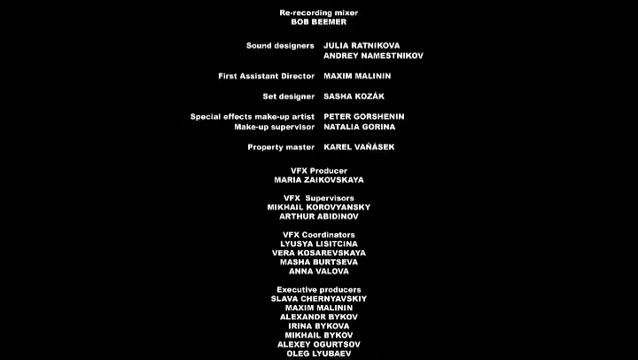 Re-recording mixer
BOB BEEMER
Sound designers JULIA RATNIKOVA
ANDREY NAMESTNIKOV
First Assistant Director MAXIM MALININ
Set designer SASHA KOZÁK
Special effects make-up artist PETER GORSHENIN
Make-up supervisor NATALIA GORINA
Property master KAREL VAŇÁSEK
VFX Producer
MARIA ZAIKOVSKAYA
VFX Supervisors
MIKHAIL KOROVYANSKY
ARTHUR ABIDINOV
VFX Coordinators
LYUSYA LISITCINA
VERA KOSAREVSKAYA
MASHA BURTSEVA
ANNA VALOVA
Executive producers
SLAVA CHERNYAVSKIY
MAXIM MALININ
ALEXANDR BYKOV
IRINA BYKOVA
MIKHAIL BYKOV
ALEXEY OGURTSOV
OLEG LYUBAEV